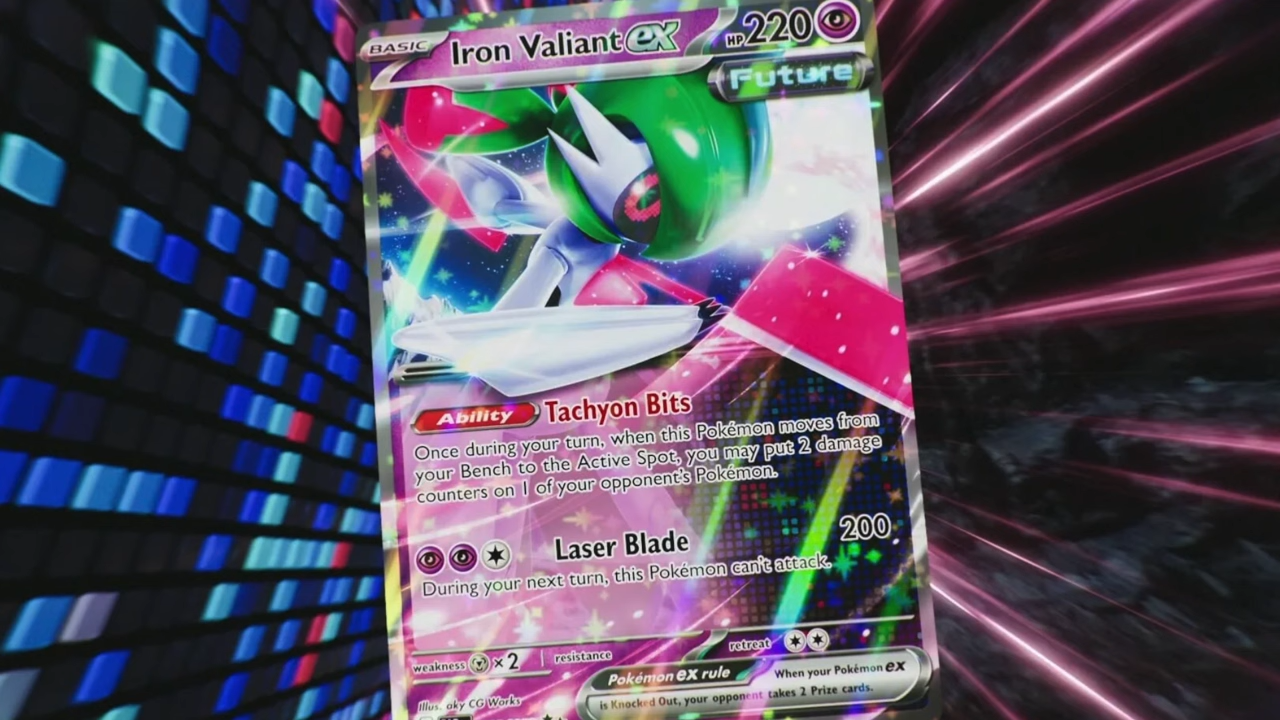 BASIC Iron Valiant ex HP 220
Future
Ability Tachyon Bits
Once during your turn, when this Pokémon moves from
your Bench to the Active Spot, you may put 2 damage
counters on 1 of your opponent's Pokémon.
Laser Blade 200
During your next turn, this Pokémon can't attack.
weakness ×2 resistance retreat
Pokémon ex rule When your Pokémon ex
is Knocked Out, your opponent takes 2 Prize cards.
Illus. aky CG Works